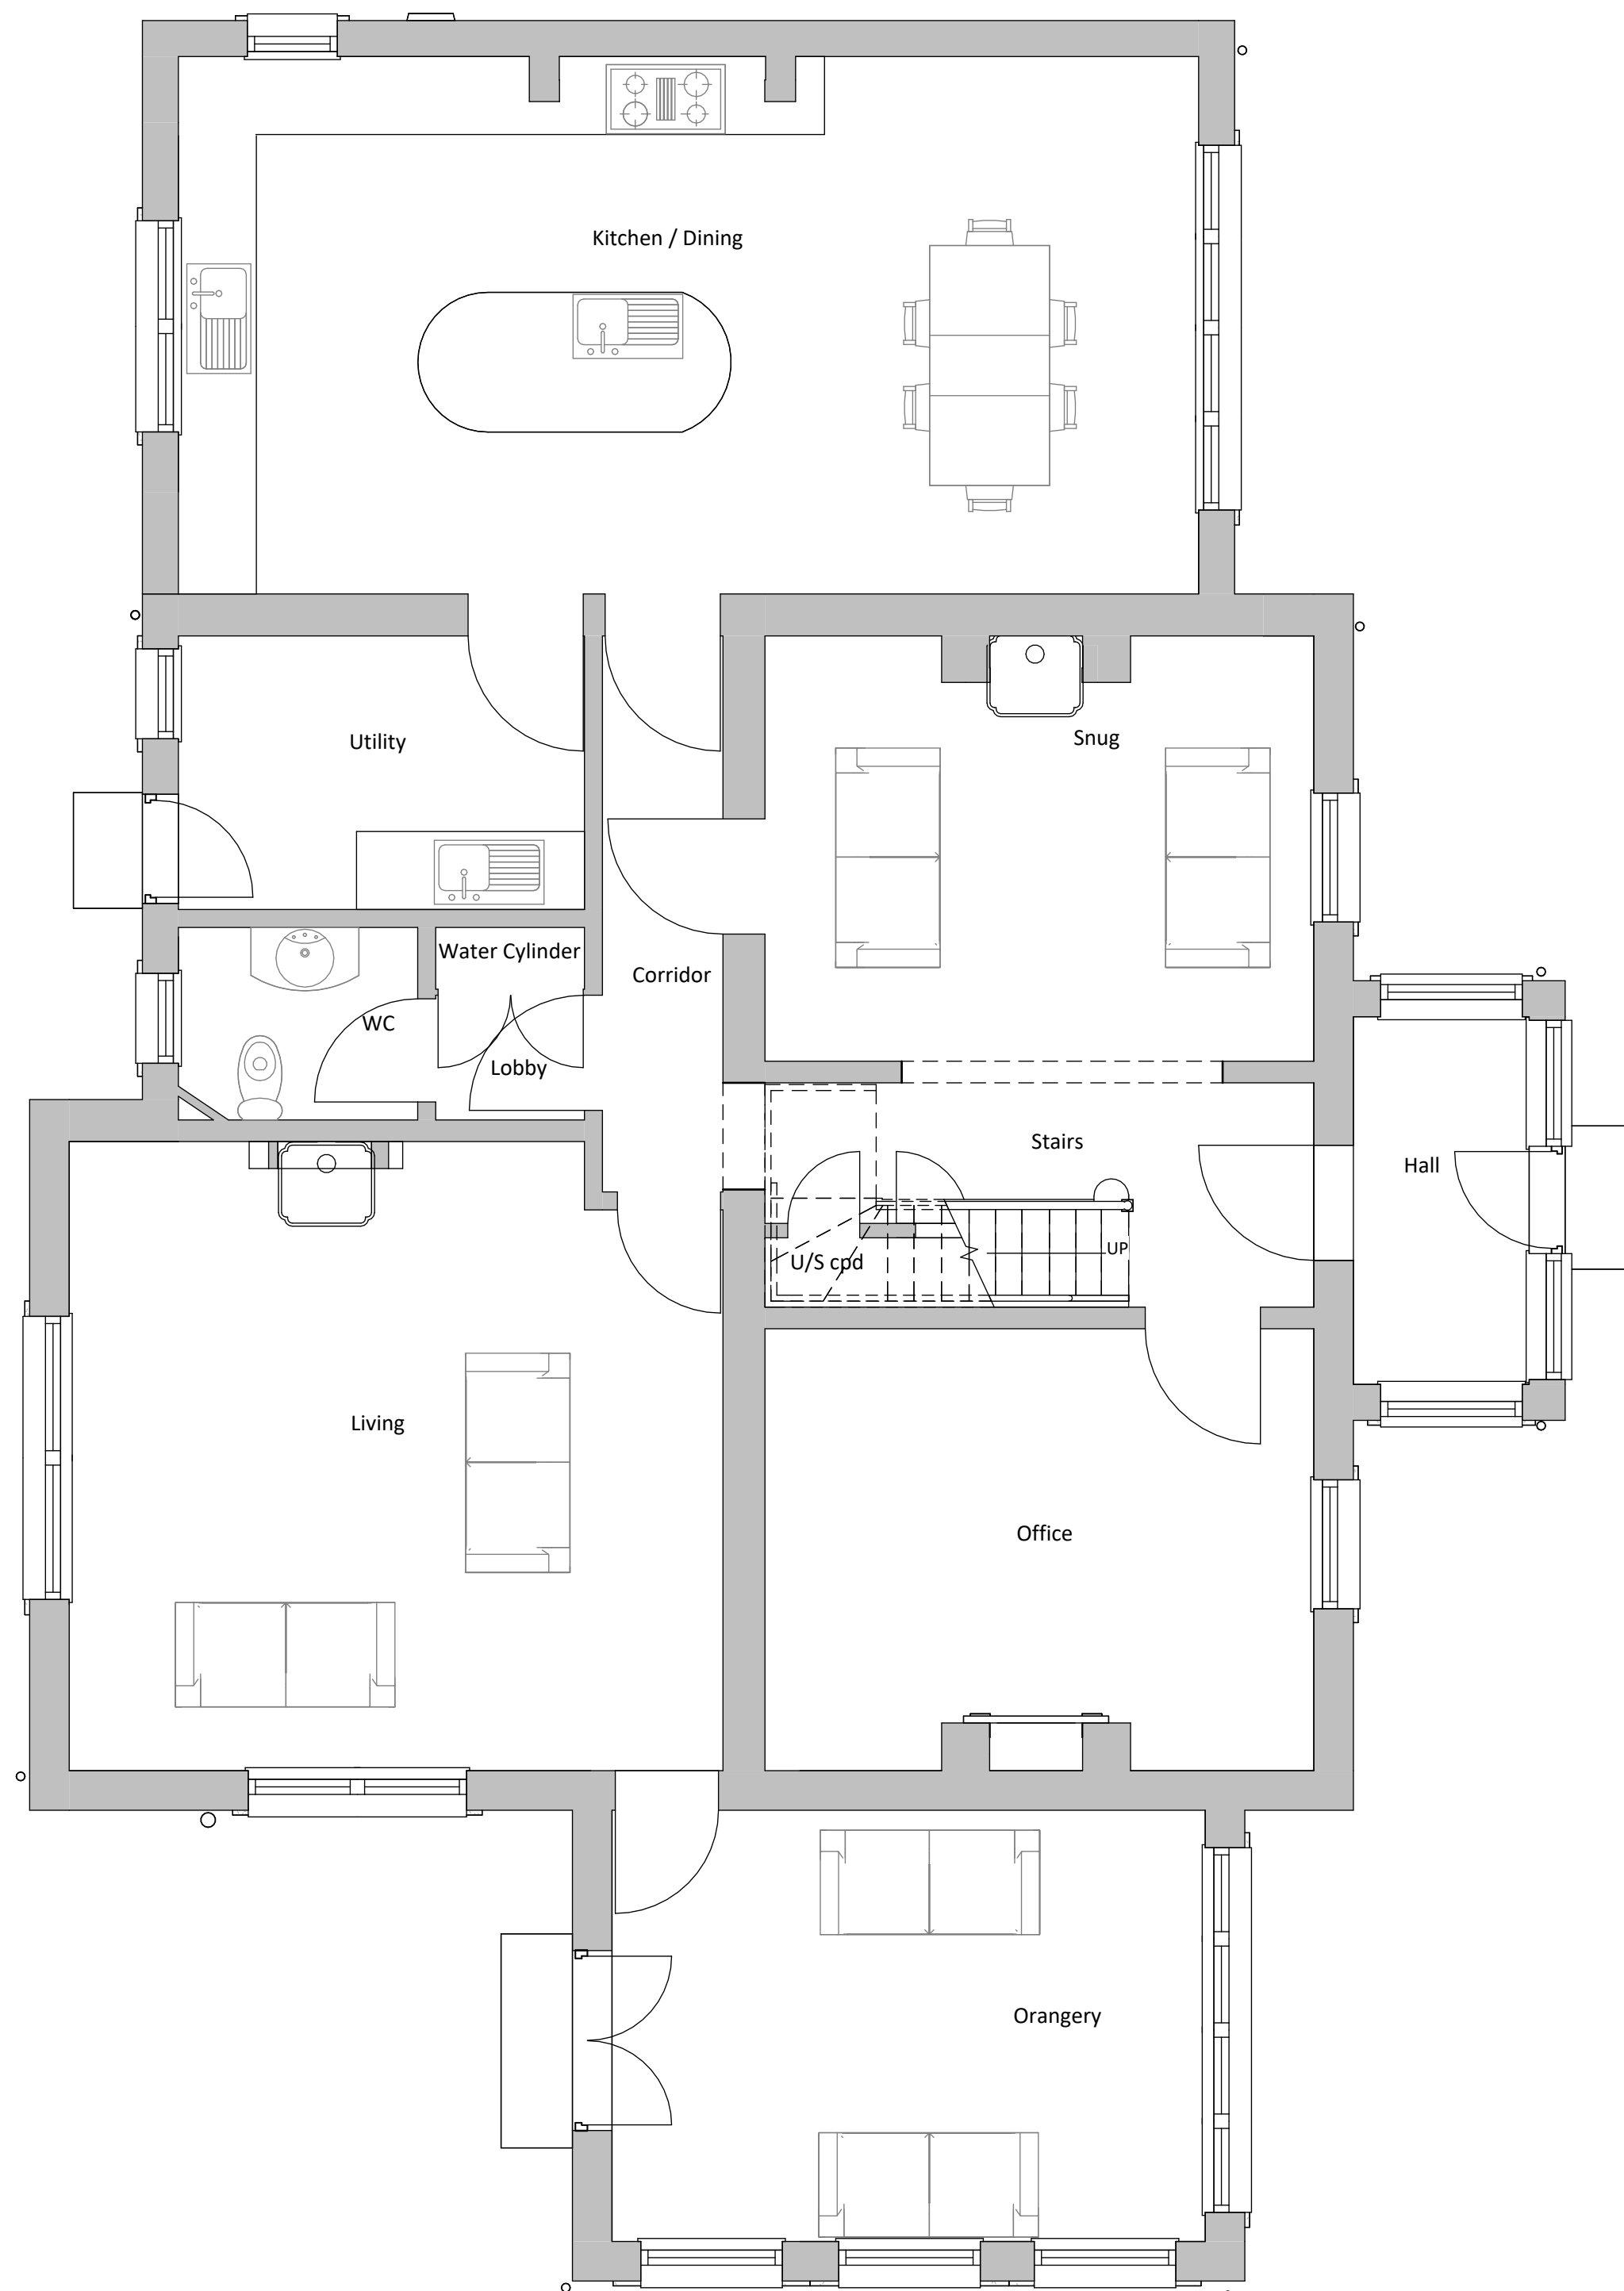 Kitchen / Dining
Utility
Snug
Water Cylinder
Corridor
WC
Lobby
Stairs
Hall
UP
U/S cpd
Living
Office
Orangery